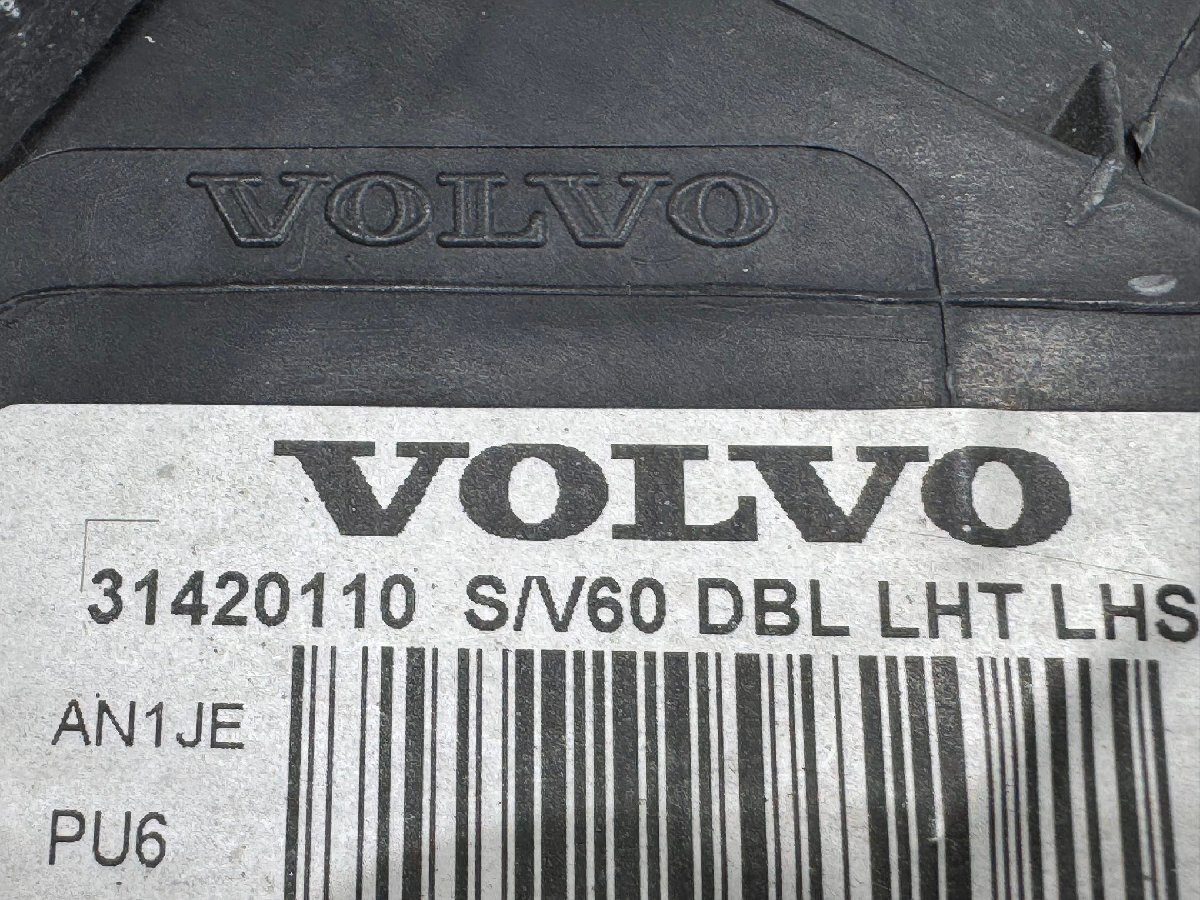 VOLVO
VOLVO
31420110 S/V60 DBL LHT LHS
AN1JE
PU6